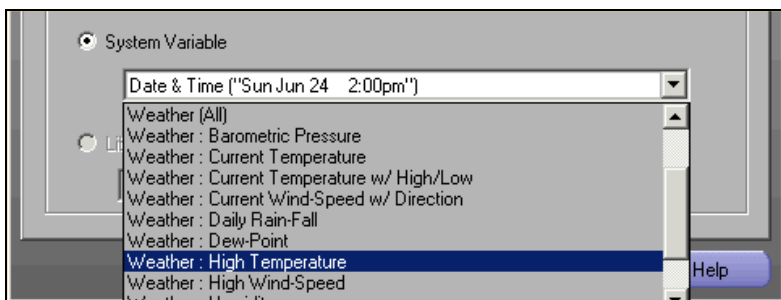 System Variable
Date & Time ("Sun Jun 24    2:00pm")
Weather (All)
Weather : Barometric Pressure
Weather : Current Temperature
Weather : Current Temperature w/ High/Low
Weather : Current Wind-Speed w/ Direction
Weather : Daily Rain-Fall
Weather : Dew-Point
Weather : High Temperature
Help
Weather : High Wind-Speed